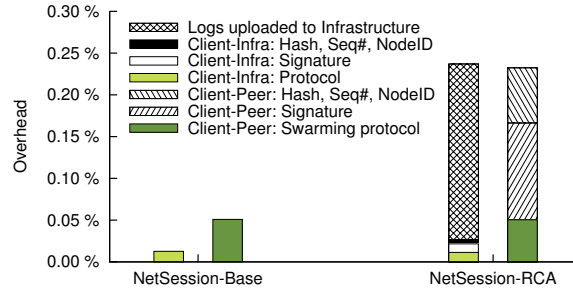 0.30 %
0.25 %
0.20 %
0.15 %
0.10 %
0.05 %
0.00 %
Overhead
Logs uploaded to Infrastructure
Client-Infra: Hash, Seq#, NodeID
Client-Infra: Signature
Client-Infra: Protocol
Client-Peer: Hash, Seq#, NodeID
Client-Peer: Signature
Client-Peer: Swarming protocol
NetSession-Base
NetSession-RCA